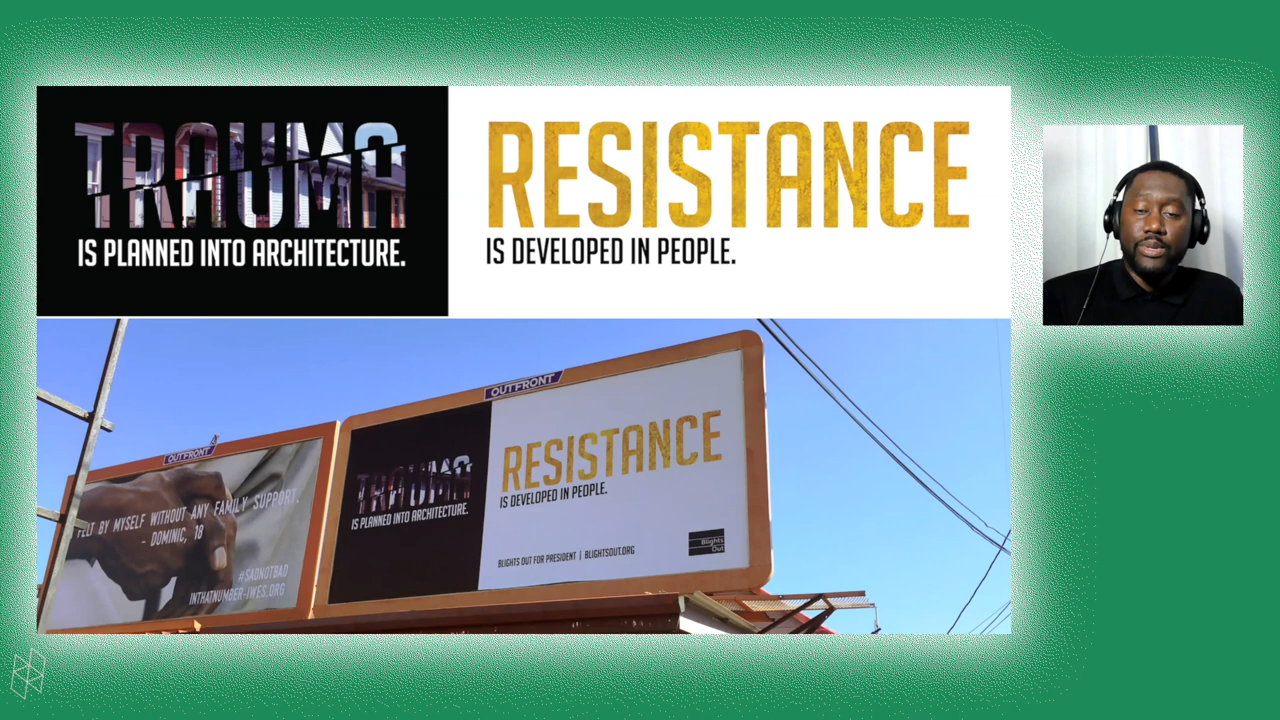 TRAUMA
IS PLANNED INTO ARCHITECTURE.
RESISTANCE
IS DEVELOPED IN PEOPLE.
OUTFRONT
FELT BY MYSELF WITHOUT ANY FAMILY SUPPORT.
- DOMINIC, 18
#SADNOTBAD
INTHATNUMBER-IWES.ORG
OUTFRONT
TRAUMA
IS PLANNED INTO ARCHITECTURE.
RESISTANCE
IS DEVELOPED IN PEOPLE.
BLIGHTS OUT FOR PRESIDENT | BLIGHTSOUT.ORG
Blights
Out